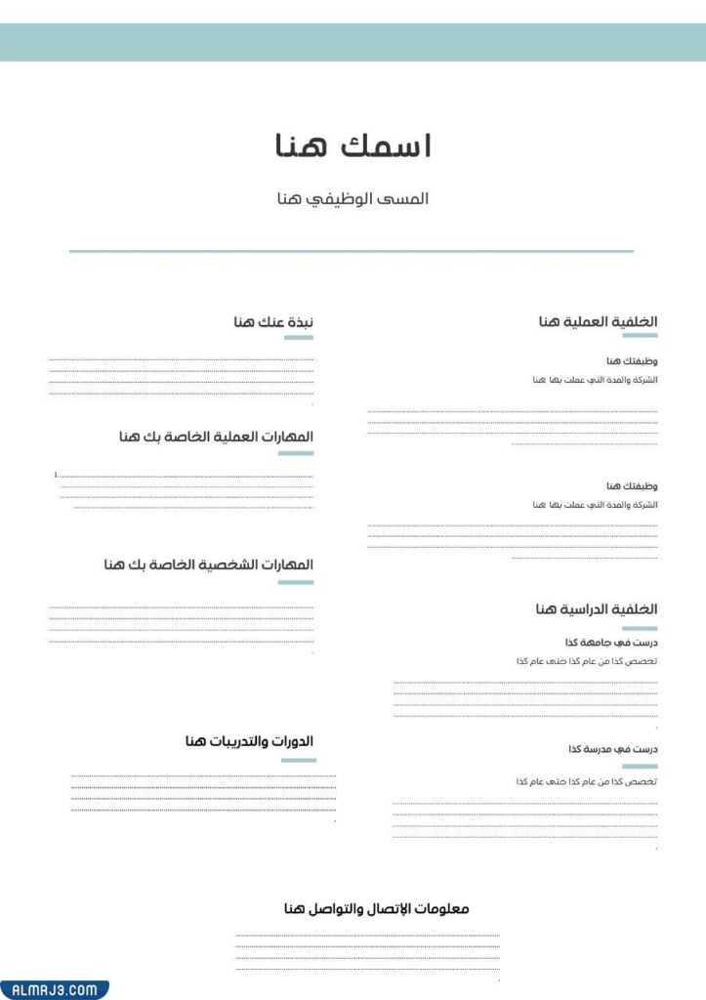 اسمك هنا
المسى الوظيفي هنا
الخلفية العملية هنا
وظيفتك هنا
الشركة والمدة التي عملت بها هنا
وظيفتك هنا
الشركة والمدة التي عملت بها هنا
الخلفية الدراسية هنا
درست في جامهة كذا
تخصص كذا من عام كذا حتى عام كذا
درست في مدرسة كذا
تخصص كذا من عام كذا حتى عام كذا
نبذة عنك هنا
المهارات العملية الخاصة بك هنا
المهارات الشخصية الخاصة بك هنا
الدورات والتدريبات هنا
معلومات الإتصال والتواصل هنا
ALMRJ3.COM